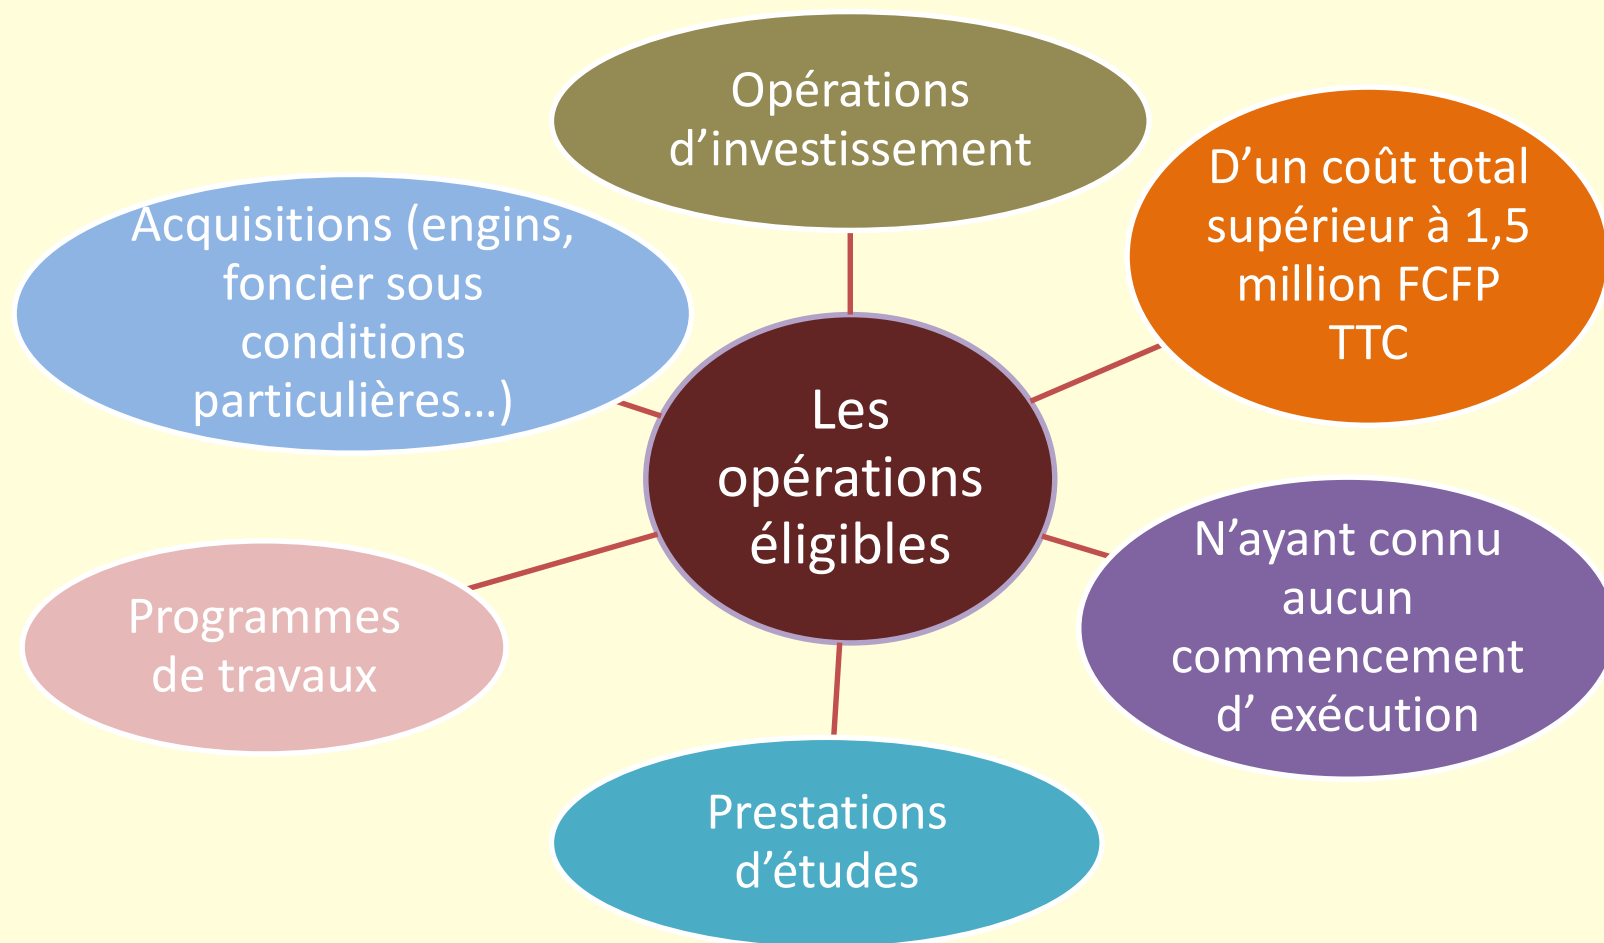 Opérations
d’investissement
D’un coût total
supérieur à 1,5
million FCFP
TTC
Acquisitions (engins,
foncier sous
conditions
particulières…)
Les
opérations
éligibles
N’ayant connu
aucun
commencement
d’ exécution
Programmes
de travaux
Prestations
d’études